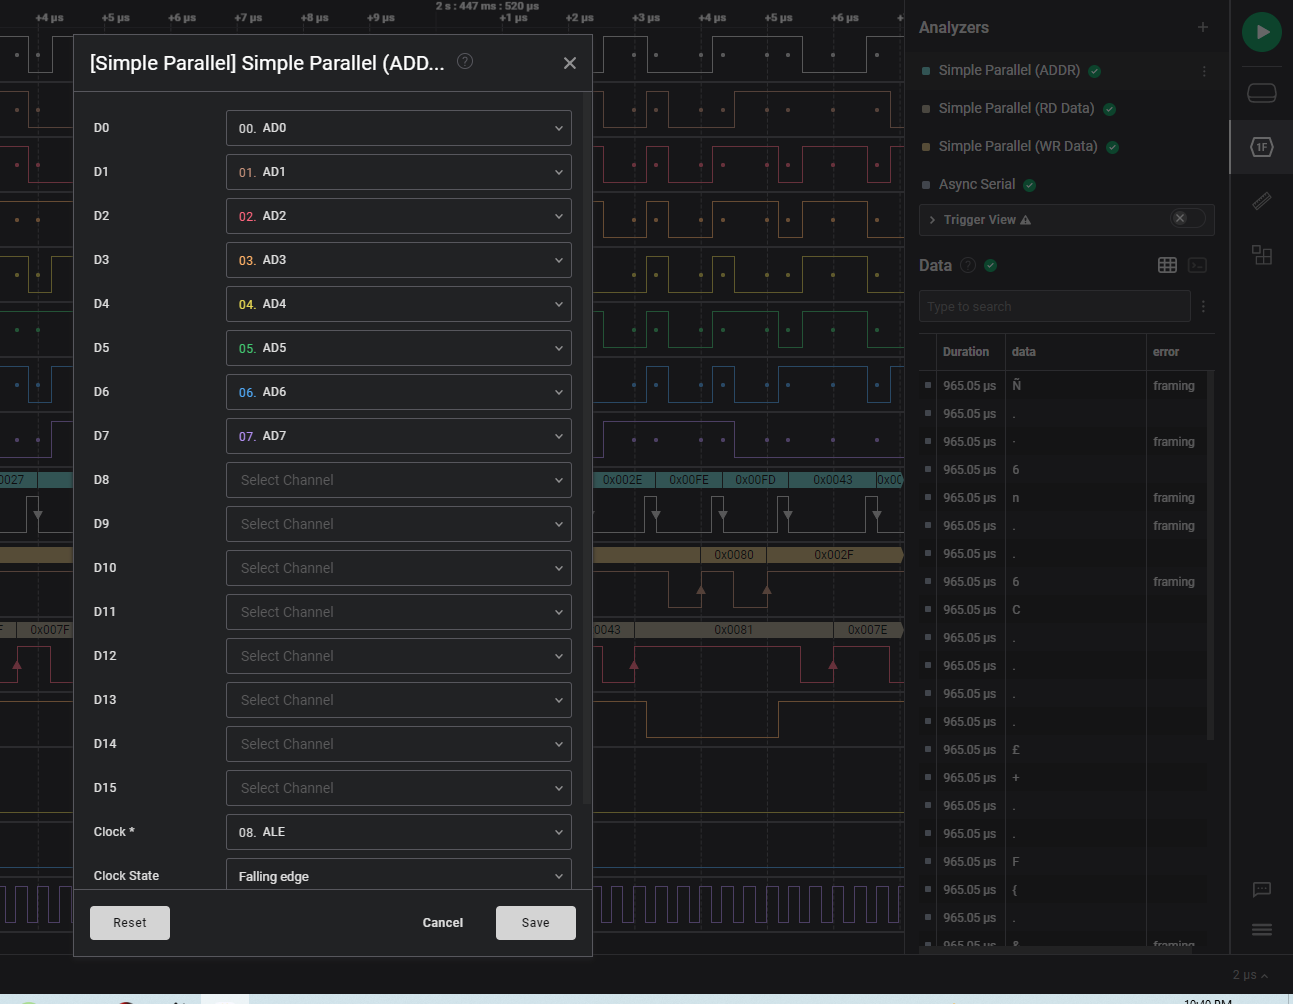 2 s : 447 ms : 520 µs
+4 µs +5 µs +6 µs +7 µs +8 µs +9 µs +1 µs +2 µs +3 µs +4 µs +5 µs +6 µs
[Simple Parallel] Simple Parallel (ADD... ?
D0 00. AD0
D1 01. AD1
D2 02. AD2
D3 03. AD3
D4 04. AD4
D5 05. AD5
D6 06. AD6
D7 07. AD7
D8 Select Channel
D9 Select Channel
D10 Select Channel
D11 Select Channel
D12 Select Channel
D13 Select Channel
D14 Select Channel
D15 Select Channel
Clock * 08. ALE
Clock State Falling edge
Reset Cancel Save
0027 0x002E 0x00FE 0x00FD 0x0043 0x00
0x0080 0x002F
F 0x007F 0043 0x0081 0x007E
Analyzers +
Simple Parallel (ADDR)
Simple Parallel (RD Data)
Simple Parallel (WR Data)
Async Serial
Trigger View
Data ?
Type to search
Duration data error
965.05 µs Ñ framing
965.05 µs .
965.05 µs · framing
965.05 µs 6
965.05 µs n framing
965.05 µs . framing
965.05 µs .
965.05 µs 6 framing
965.05 µs C
965.05 µs .
965.05 µs .
965.05 µs .
965.05 µs .
965.05 µs £
965.05 µs +
965.05 µs .
965.05 µs .
965.05 µs F
965.05 µs {
965.05 µs .
965.05 µs & framing
1F
2 µs
10:40 PM